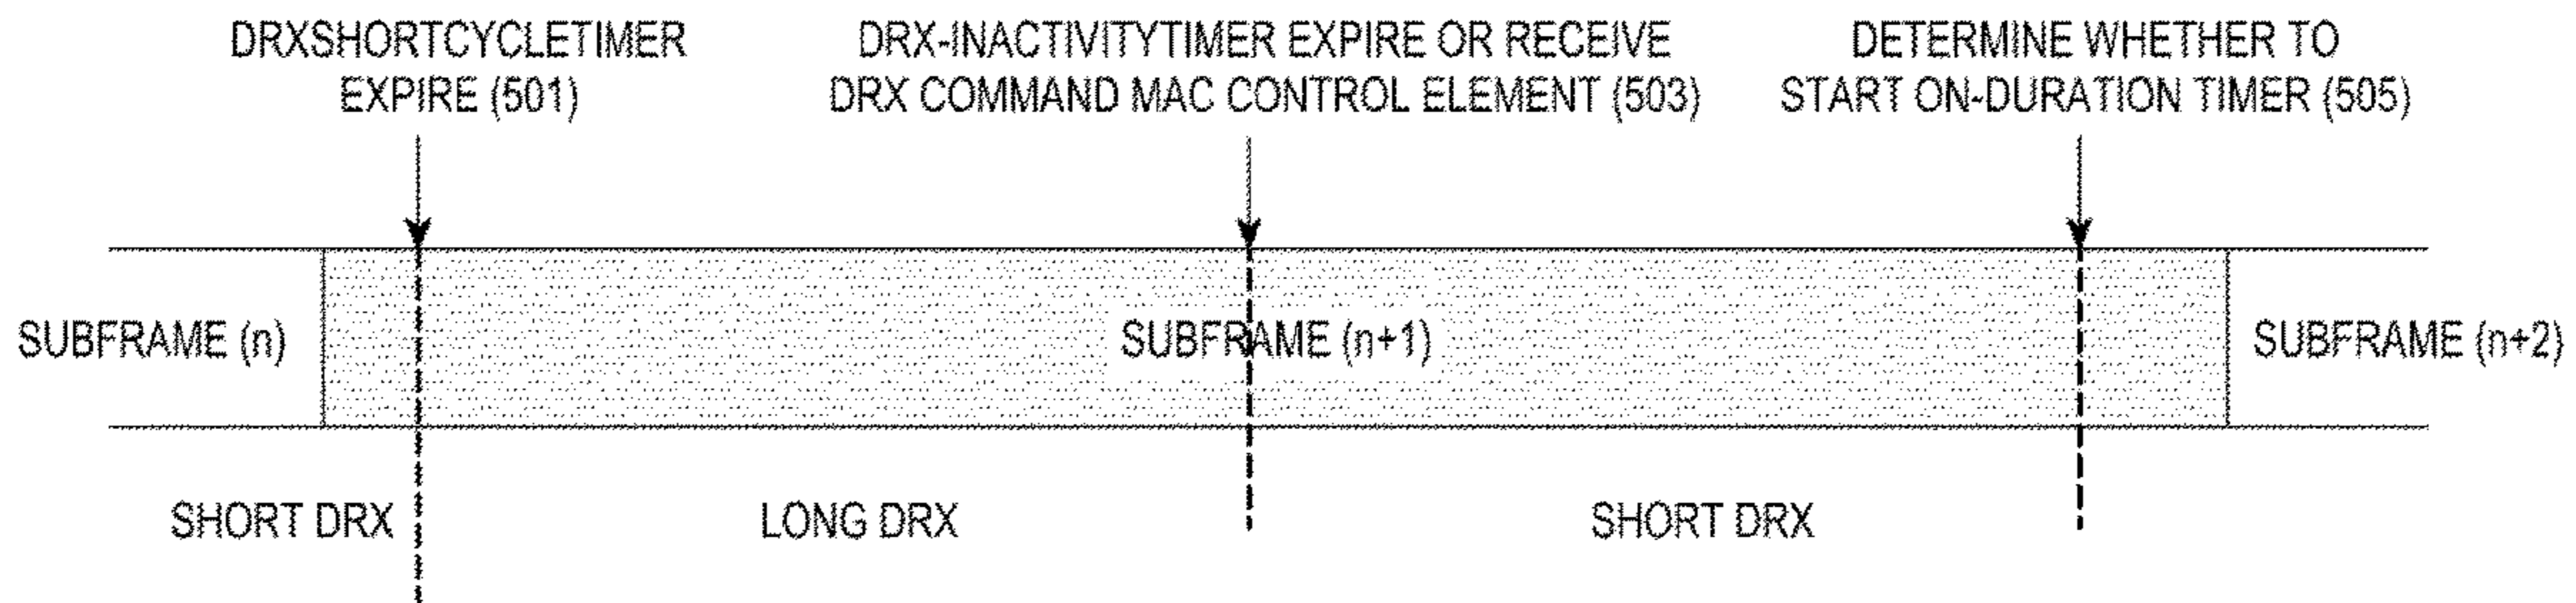 DRXSHORTCYCLETIMER
EXPIRE (501)
DRX-INACTIVITYTIMER EXPIRE OR RECEIVE
DRX COMMAND MAC CONTROL ELEMENT (503)
DETERMINE WHETHER TO
START ON-DURATION TIMER (505)
SUBFRAME (n)
SUBFRAME (n+1)
SUBFRAME (n+2)
SHORT DRX
LONG DRX
SHORT DRX